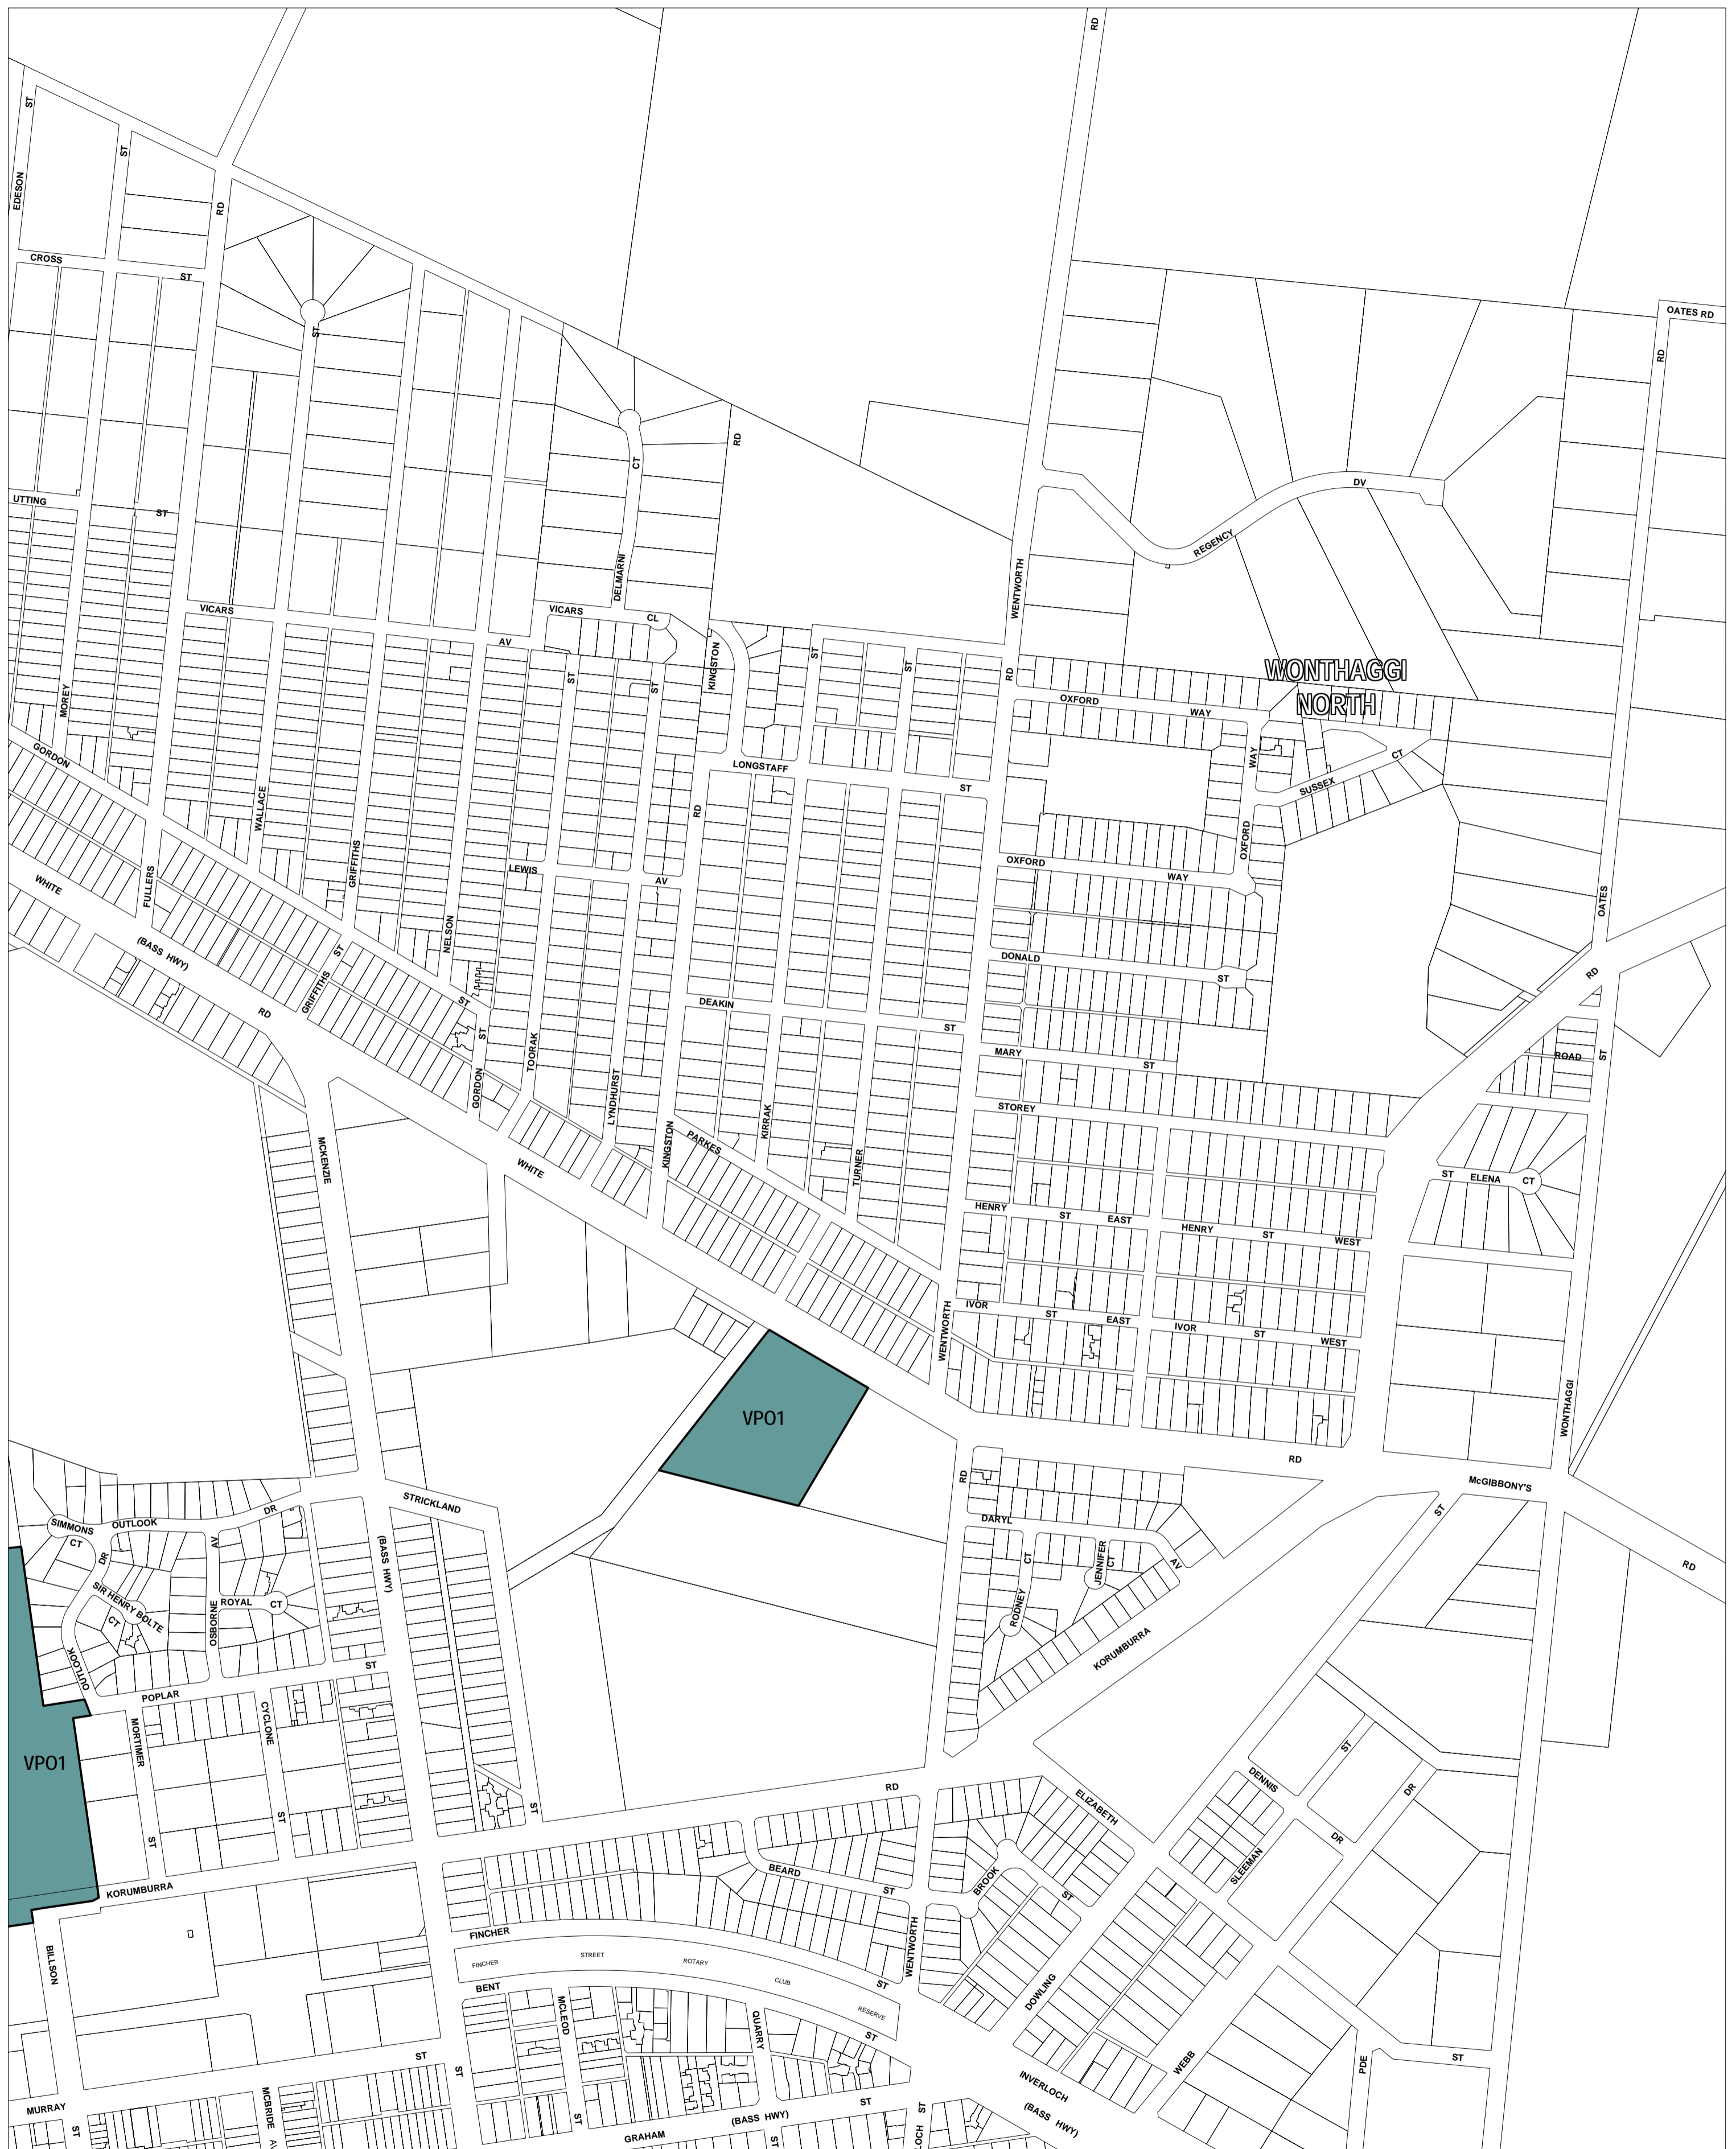 RD
ST
ST
EDESON
RD
CROSS
ST
OATES RD
ST
RD
RD
CT
DV
UTTING
ST
REGENCY
DELMARNI
WENTWORTH
VICARS
VICARS
CL
AV
KINGSTON
ST
ST
ST
ST
RD
WONTHAGGI
NORTH
MOREY
OXFORD
WAY
GORDON
WAY
CT
LONGSTAFF
ST
SUSSEX
WALLACE
RD
OXFORD
GRIFFITHS
OXFORD
WAY
LEWIS
AV
WHITE
FULLERS
OATES
NELSON
(BASS HWY)
GRIFFITHS
ST
DONALD
ST
RD
ST
DEAKIN
ST
RD
ST
TOORAK
MARY
ST
ROAD
ST
GORDON
LYNDHURST
STOREY
KIRRAK
MCKENZIE
KINGSTON
PARKES
WHITE
TURNER
ST
ELENA
CT
HENRY
ST
EAST
HENRY
ST
WEST
IVOR
ST
EAST
IVOR
ST
WEST
WENTWORTH
VPO1
WONTHAGGI
RD
RD
McGIBBONY'S
STRICKLAND
ST
SIMMONS
CT
OUTLOOK
DR
DARYL
(BASS HWY)
DR
AV
CT
JENNIFER
CT
AV
RD
SIR HENRY BOLTE
CT
OSBORNE
ROYAL
CT
RODNEY
OUTLOOK
KORUMBURRA
ST
POPLAR
MORTIMER
CYCLONE
VPO1
ST
DENNIS
DR
RD
ELIZABETH
ST
ST
ST
DR
BEARD
ST
BROOK
ST
SLEEMAN
KORUMBURRA
FINCHER
WENTWORTH
BILLSON
FINCHER
STREET
ROTARY
CLUB
RESERVE
ST
BENT
MCLEOD
QUARRY
ST
DOWLING
ST
ST
WEBB
PDE
ST
INVERLOCH
(BASS HWY)
MURRAY
ST
MCBRIDE
AV
ST
(BASS HWY)
ST
GRAHAM
ST
ST
LOCH